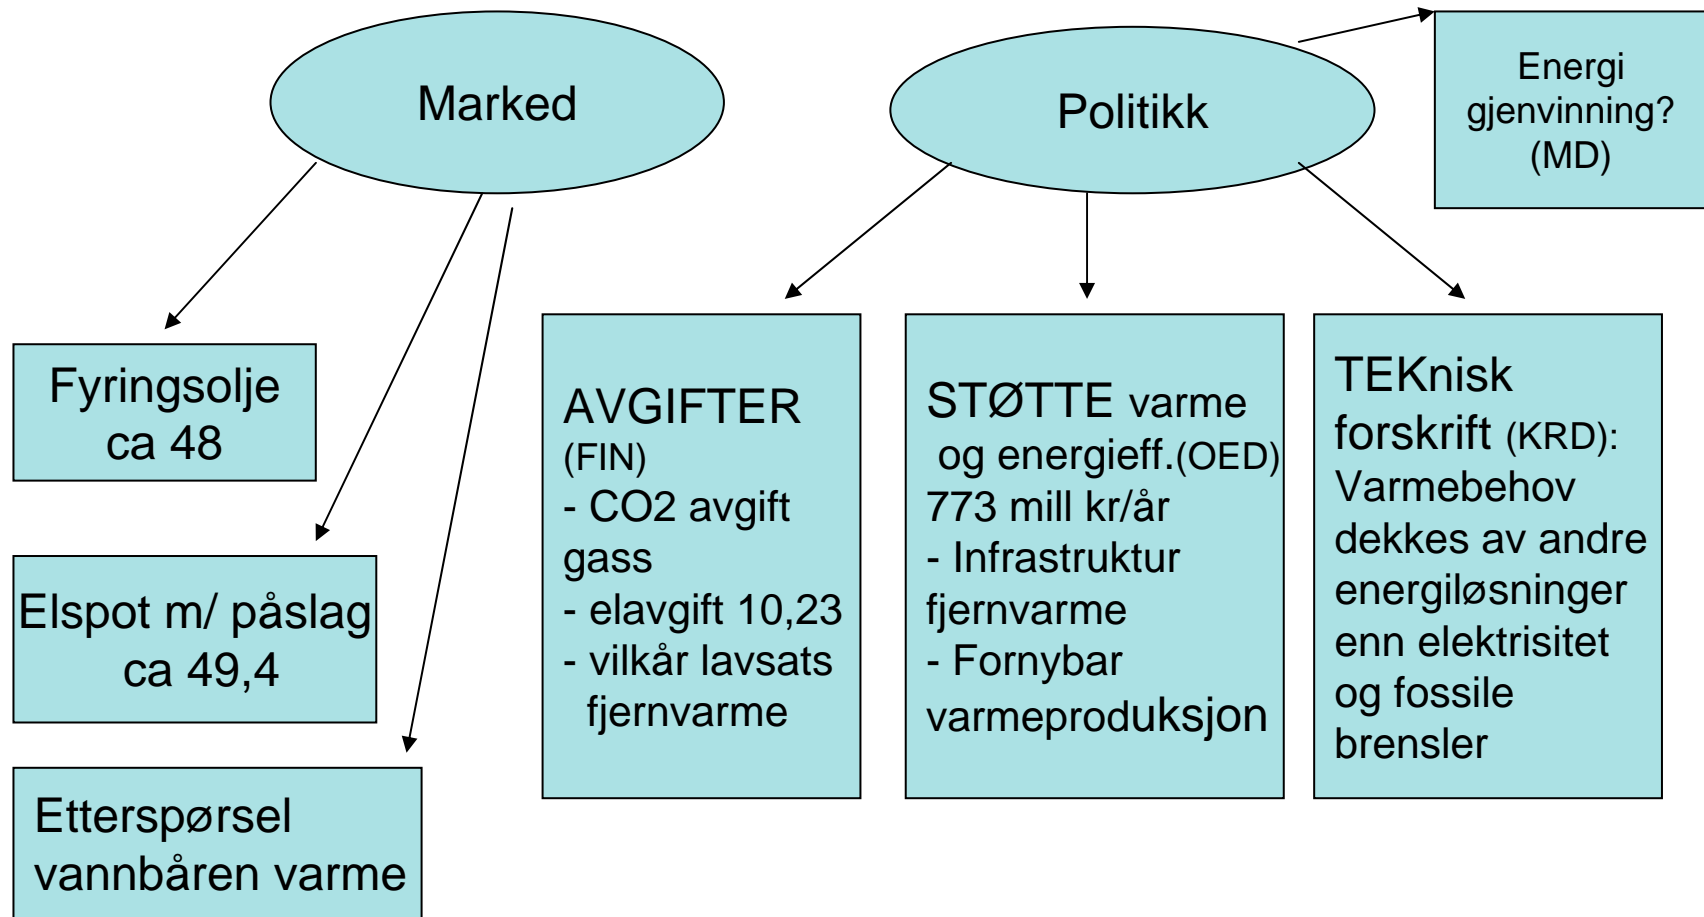 Marked
Politikk
Energi
gjenvinning?
(MD)
Fyringsolje
ca 48
Elspot m/ påslag
ca 49,4
Etterspørsel
vannbåren varme
AVGIFTER
(FIN)
- CO2 avgift
gass
- elavgift 10,23
- vilkår lavsats
fjernvarme
STØTTE varme
og energieff.(OED)
773 mill kr/år
- Infrastruktur
fjernvarme
- Fornybar
varmeproduksjon
TEKnisk
forskrift (KRD):
Varmebehov
dekkes av andre
energiløsninger
enn elektrisitet
og fossile
brensler